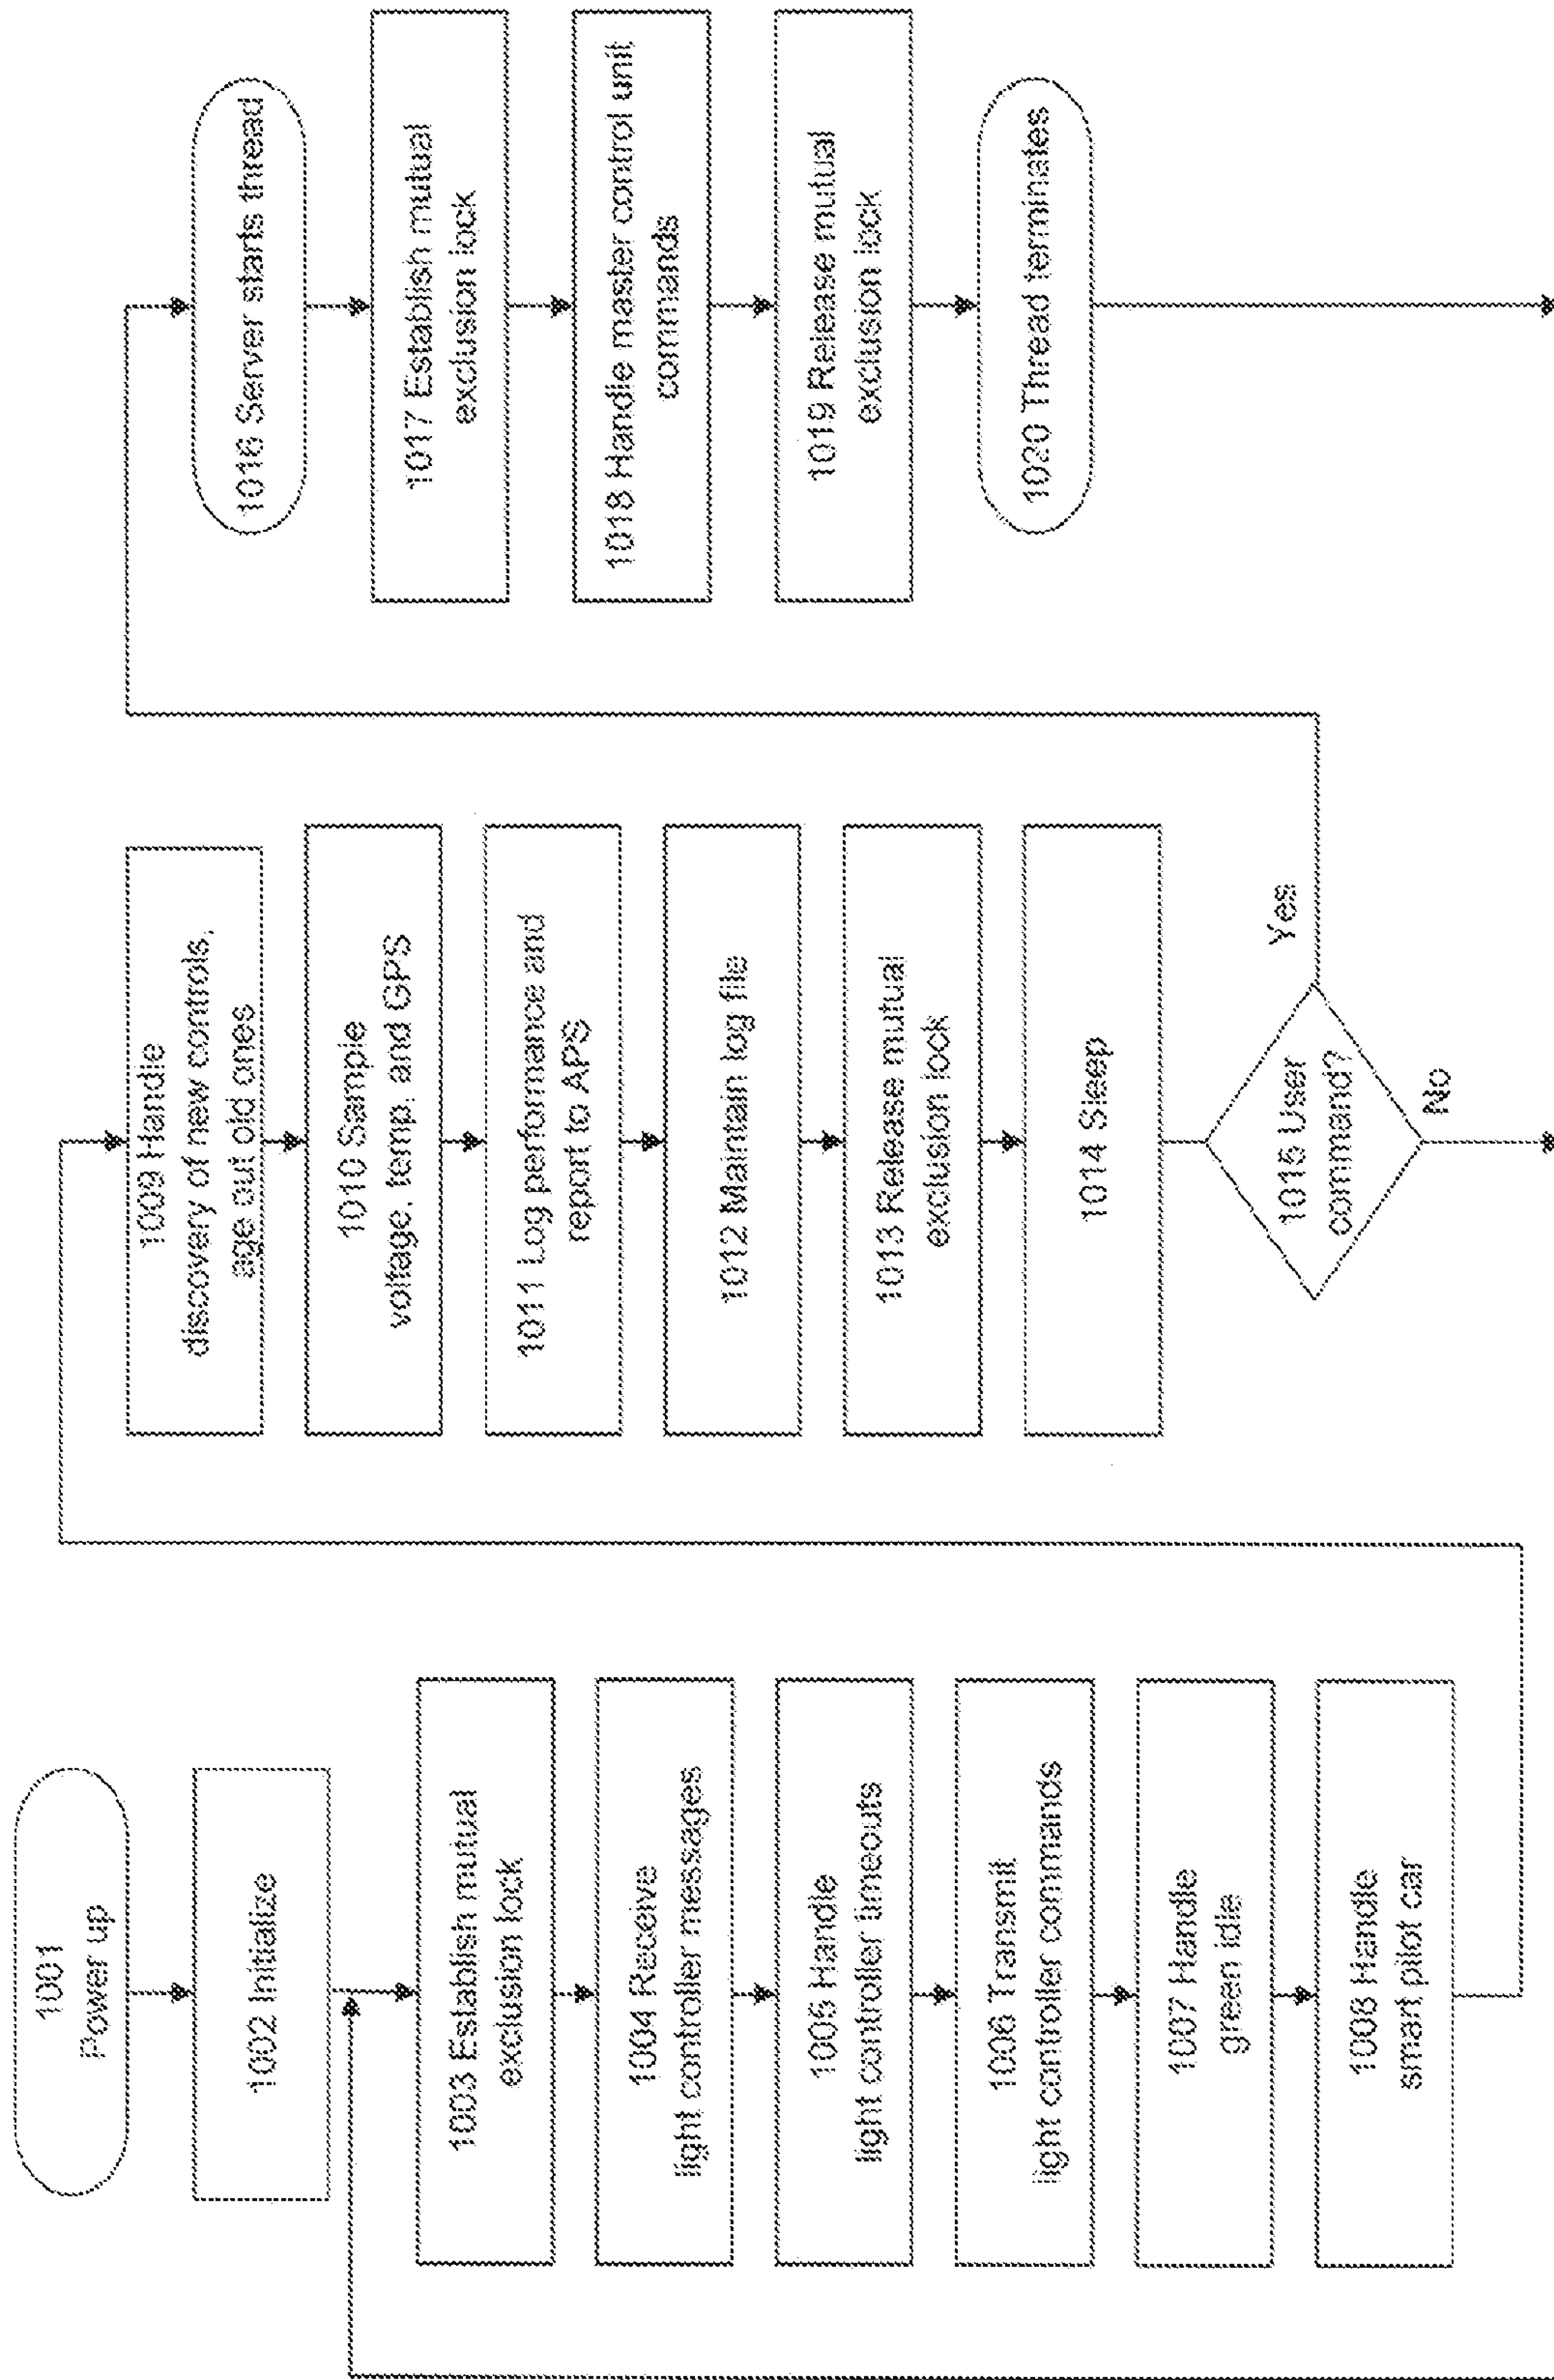 1001
Power up
1002 Initialize
1003 Establish mutual
exclusion lock
1004 Receive
light controller messages
1005 Handle
light controller timeouts
1006 Transmit
light controller commands
1007 Handle
green idle
1008 Handle
smart pilot car
1009 Handle
discovery of new controls,
age out old ones
1010 Sample
voltage, temp, and GPS
1011 Log performance and
report to APS
1012 Maintain log file
1013 Release mutual
exclusion lock
1014 Sleep
1015 User
command?
Yes
No
1016 Server starts thread
1017 Establish mutual
exclusion lock
1018 Handle master control unit
commands
1019 Release mutual
exclusion lock
1020 Thread terminates